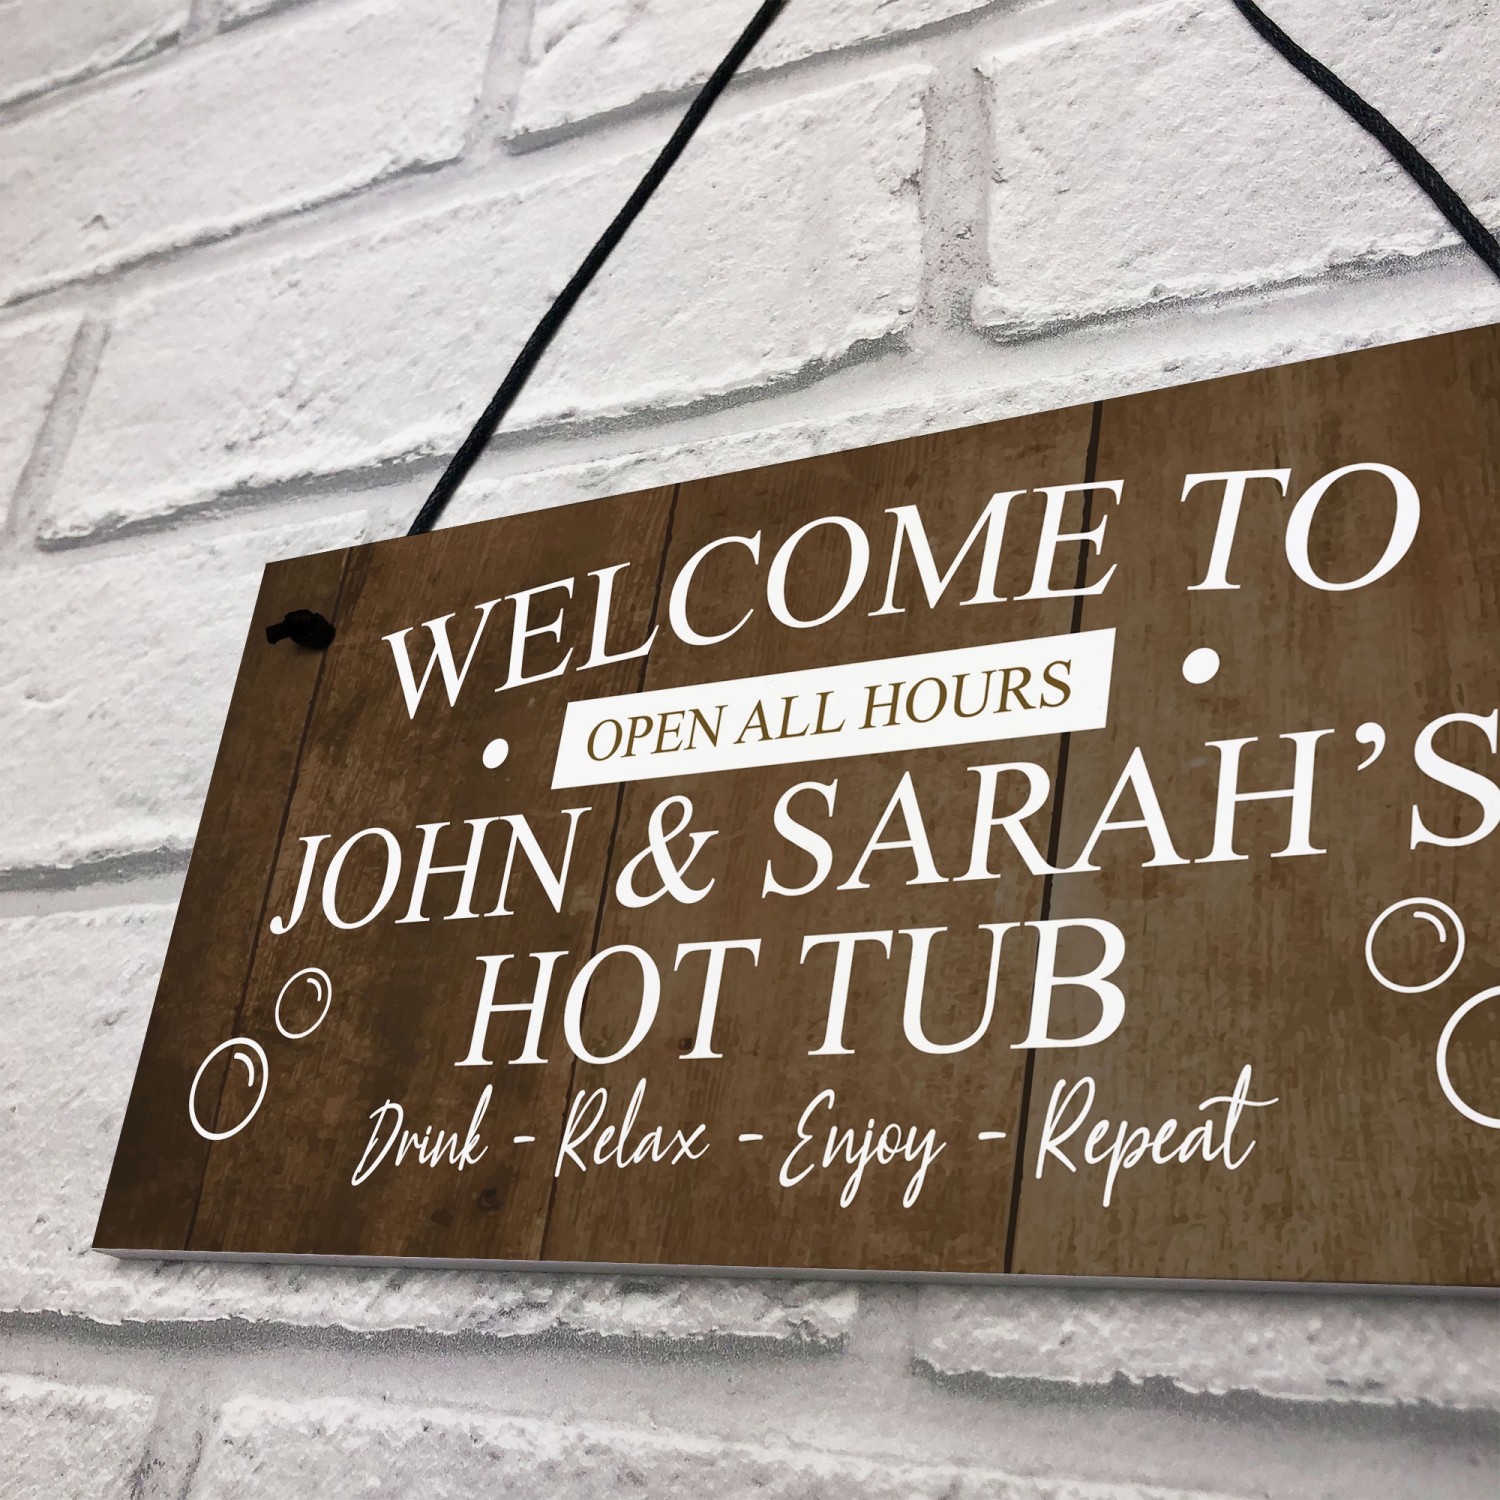 WELCOME TO
OPEN ALL HOURS
JOHN & SARAH’S
HOT TUB
Drink - Relax - Enjoy - Repeat